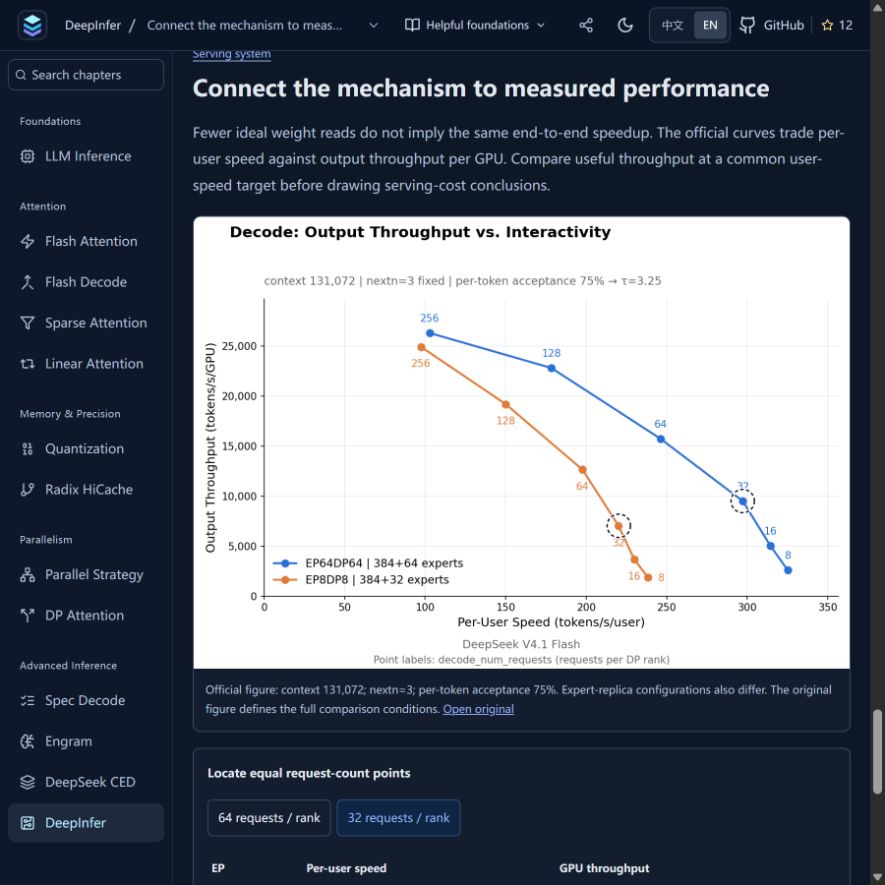 DeepInfer / Connect the mechanism to meas...
Helpful foundations
中文 EN
GitHub 12
Search chapters
Foundations
LLM Inference
Attention
Flash Attention
Flash Decode
Sparse Attention
Linear Attention
Memory & Precision
Quantization
Radix HiCache
Parallelism
Parallel Strategy
DP Attention
Advanced Inference
Spec Decode
Engram
DeepSeek CED
DeepInfer
Serving system
Connect the mechanism to measured performance
Fewer ideal weight reads do not imply the same end-to-end speedup. The official curves trade per-
user speed against output throughput per GPU. Compare useful throughput at a common user-
speed target before drawing serving-cost conclusions.
Decode: Output Throughput vs. Interactivity
context 131,072 | nextn=3 fixed | per-token acceptance 75% → τ=3.25
Output Throughput (tokens/s/GPU)
25,000
20,000
15,000
10,000
5,000
0
256
128
64
32
16
8
256
128
64
32
16
8
EP64DP64 | 384+64 experts
EP8DP8 | 384+32 experts
0 50 100 150 200 250 300 350
Per-User Speed (tokens/s/user)
DeepSeek V4.1 Flash
Point labels: decode_num_requests (requests per DP rank)
Official figure: context 131,072; nextn=3; per-token acceptance 75%. Expert-replica configurations also differ. The original
figure defines the full comparison conditions. Open original
Locate equal request-count points
64 requests / rank
32 requests / rank
EP Per-user speed GPU throughput